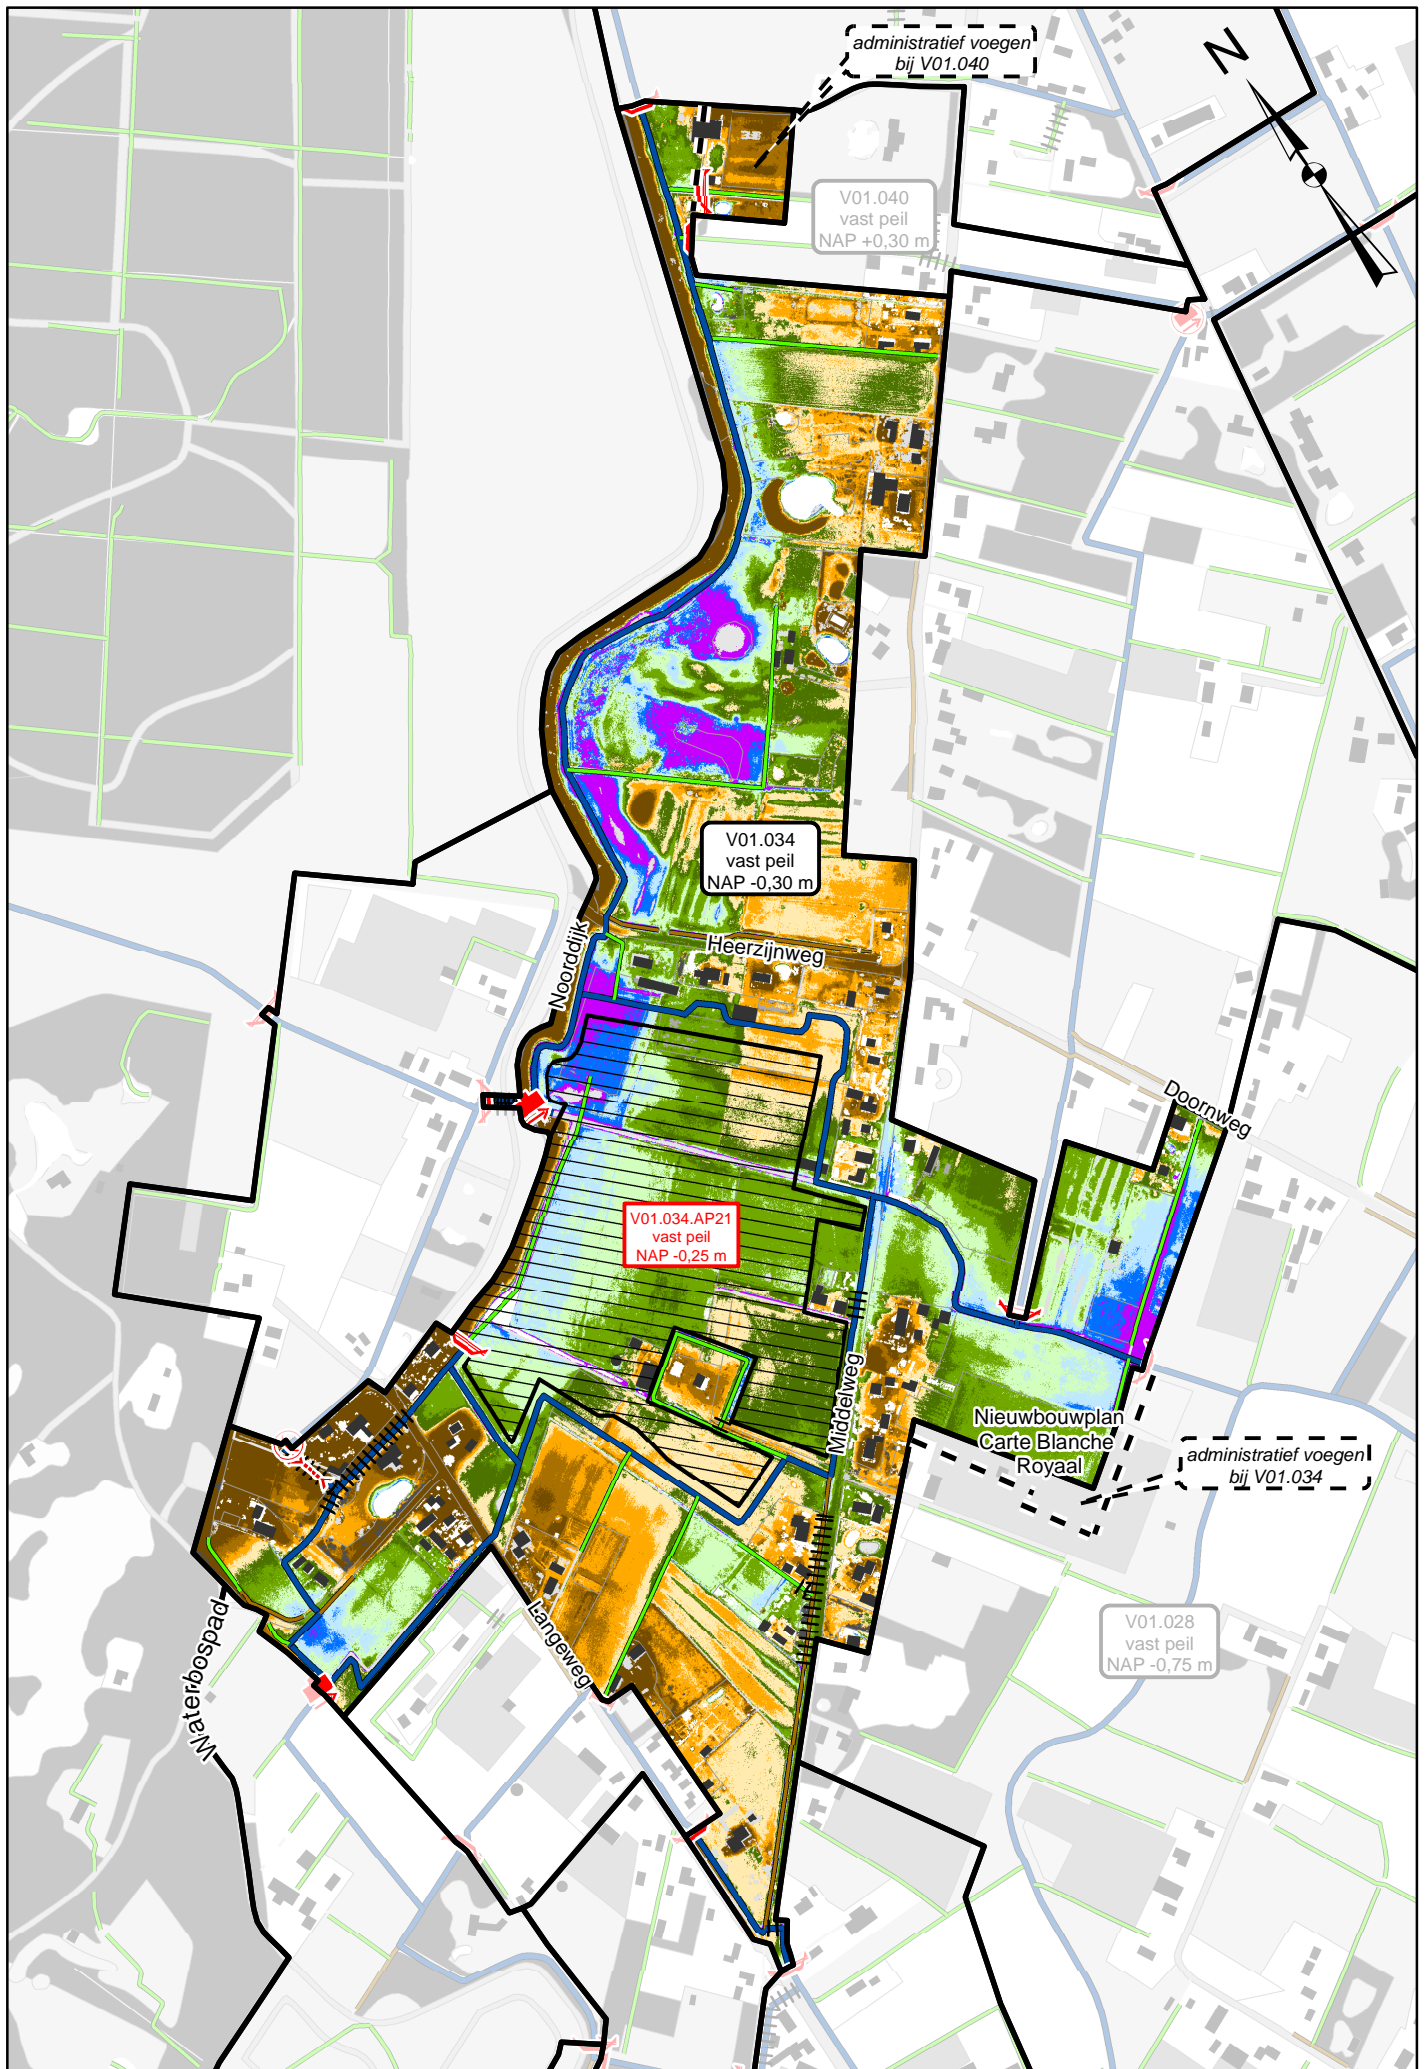 administratief voegen
bij V01.040
N
V01.040
vast peil
NAP +0,30 m
V01.034
vast peil
NAP -0,30 m
Noorddijk
Heerzijnweg
Doornweg
V01.034.AP21
vast peil
NAP -0,25 m
Middelweg
Nieuwbouwplan
Carte Blanche
Royaal
administratief voegen
bij V01.034
Langeweg
Waterbospad
V01.028
vast peil
NAP -0,75 m